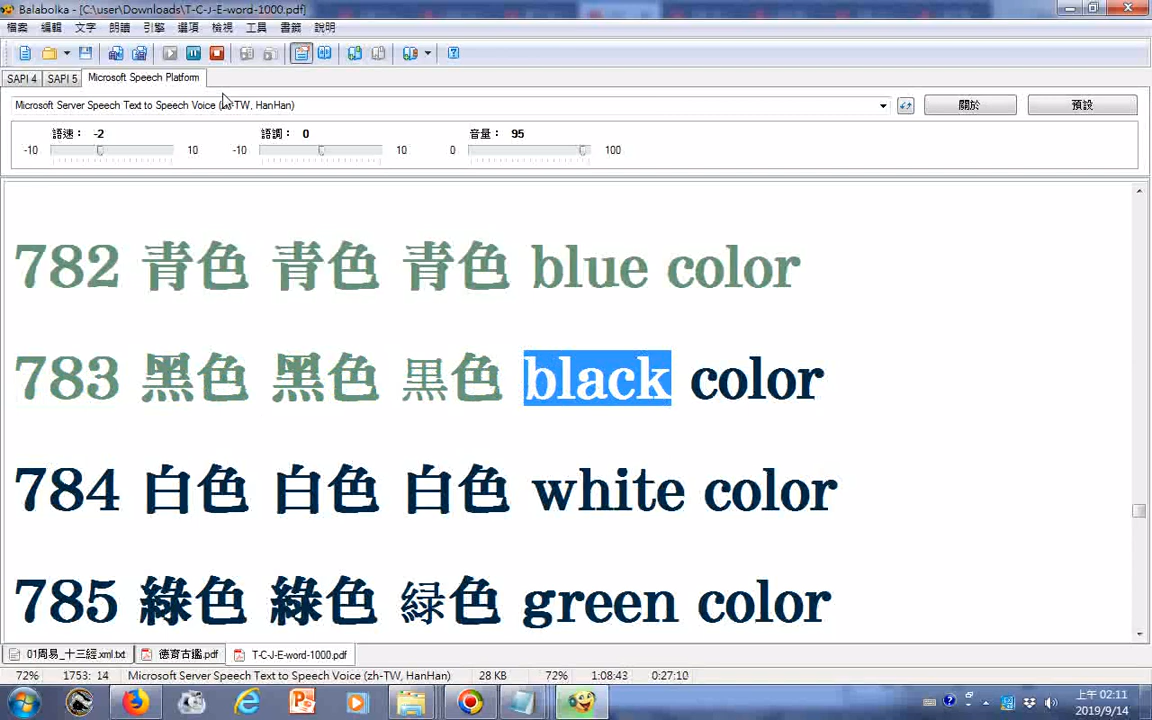 Balabolka - [C:\user\Downloads\T-C-J-E-word-1000.pdf]
檔案 編輯 文字 朗讀 引擎 選項 檢視 工具 書籤 說明
SAPI 4 SAPI 5 Microsoft Speech Platform
Microsoft Server Speech Text to Speech Voice (zh-TW, HanHan) 關於 預設
語速： -2 語調： 0 音量： 95
-10 10 -10 10 0 100
782 青色 青色 青色 blue color
783 黑色 黑色 黒色 black color
784 白色 白色 白色 white color
785 綠色 綠色 緑色 green color
01周易_十三經.xml.txt 德育古鑑.pdf T-C-J-E-word-1000.pdf
72% 1753: 14 Microsoft Server Speech Text to Speech Voice (zh-TW, HanHan) 28 KB 72% 1:08:43 0:27:10
上午 02:11
2019/9/14